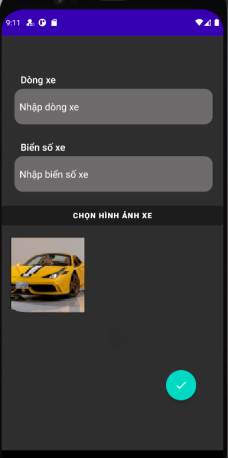 9:11
Dòng xe
Nhập dòng xe
Biển số xe
Nhập biển số xe
CHỌN HÌNH ẢNH XE